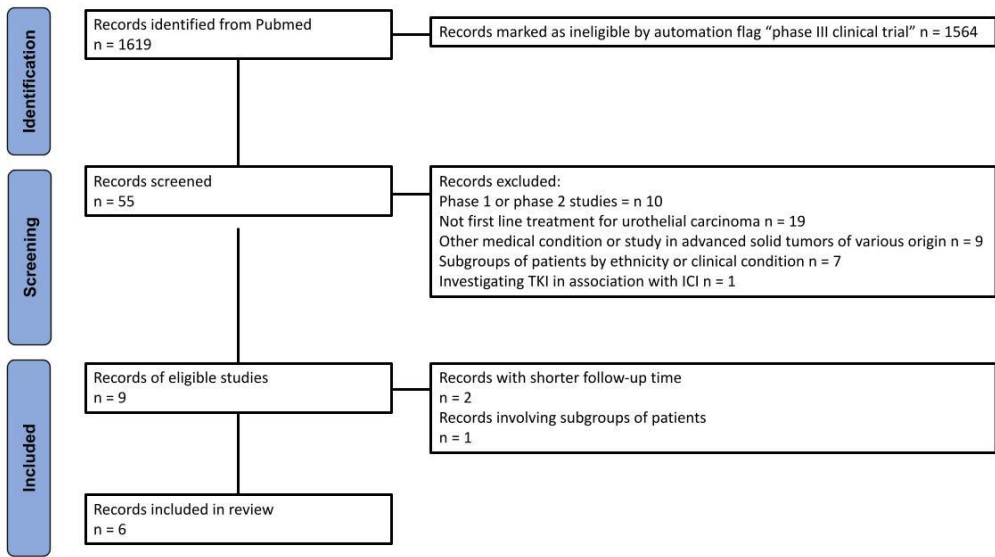 Identification
Records identified from Pubmed
n = 1619
Records marked as ineligible by automation flag “phase III clinical trial” n = 1564
Screening
Records screened
n = 55
Records excluded:
Phase 1 or phase 2 studies = n 10
Not first line treatment for urothelial carcinoma n = 19
Other medical condition or study in advanced solid tumors of various origin n = 9
Subgroups of patients by ethnicity or clinical condition n = 7
Investigating TKI in association with ICI n = 1
Included
Records of eligible studies
n = 9
Records with shorter follow-up time
n = 2
Records involving subgroups of patients
n = 1
Records included in review
n = 6